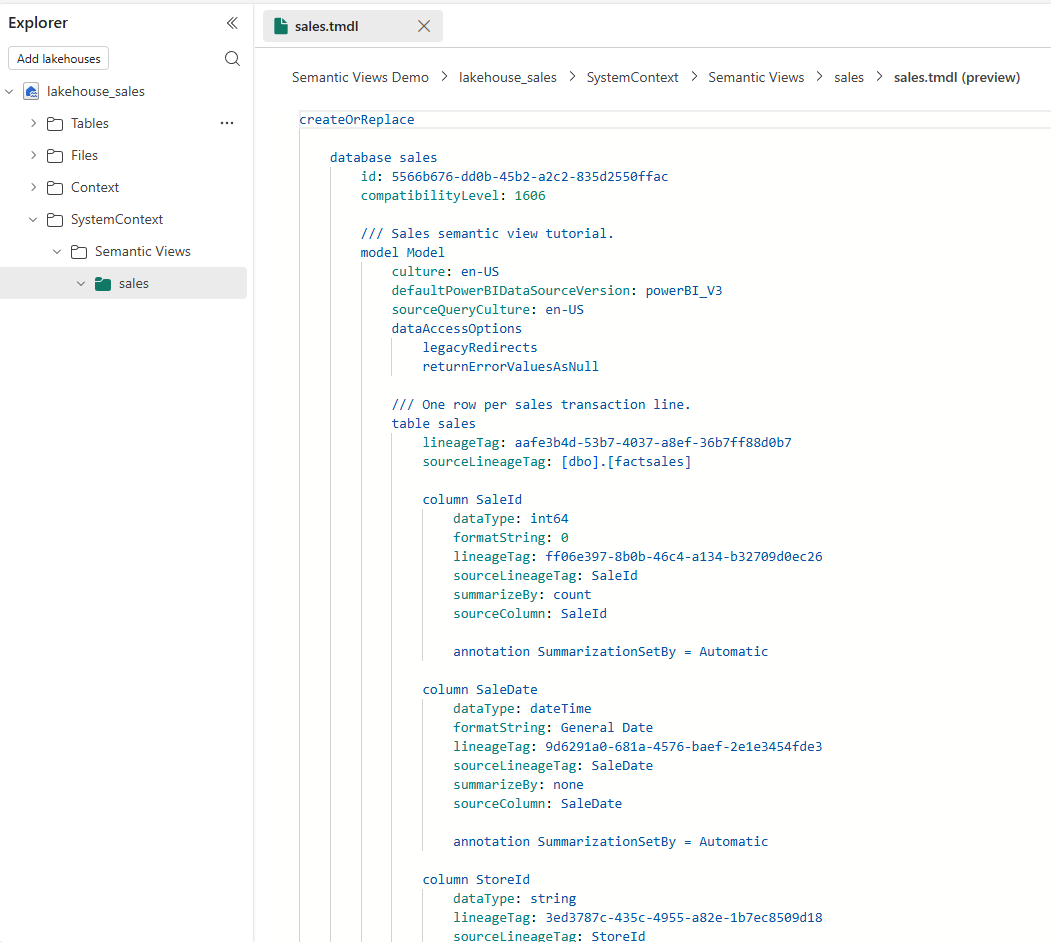 Explorer
Add lakehouses
lakehouse_sales
Tables
Files
Context
SystemContext
Semantic Views
sales
sales.tmdl
Semantic Views Demo > lakehouse_sales > SystemContext > Semantic Views > sales > sales.tmdl (preview)
createOrReplace
database sales
id: 5566b676-dd0b-45b2-a2c2-835d2550ffac
compatibilityLevel: 1606
/// Sales semantic view tutorial.
model Model
culture: en-US
defaultPowerBIDataSourceVersion: powerBI_V3
sourceQueryCulture: en-US
dataAccessOptions
legacyRedirects
returnErrorValuesAsNull
/// One row per sales transaction line.
table sales
lineageTag: aafe3b4d-53b7-4037-a8ef-36b7ff88d0b7
sourceLineageTag: [dbo].[factsales]
column SaleId
dataType: int64
formatString: 0
lineageTag: ff06e397-8b0b-46c4-a134-b32709d0ec26
sourceLineageTag: SaleId
summarizeBy: count
sourceColumn: SaleId
annotation SummarizationSetBy = Automatic
column SaleDate
dataType: dateTime
formatString: General Date
lineageTag: 9d6291a0-681a-4576-baef-2e1e3454fde3
sourceLineageTag: SaleDate
summarizeBy: none
sourceColumn: SaleDate
annotation SummarizationSetBy = Automatic
column StoreId
dataType: string
lineageTag: 3ed3787c-435c-4955-a82e-1b7ec8509d18
sourceLineageTag: StoreId